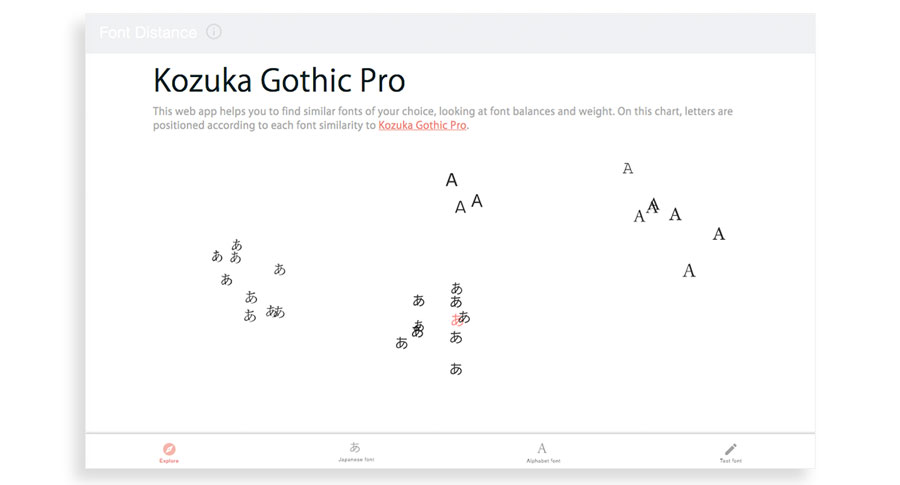 Font Distance
Kozuka Gothic Pro
This web app helps you to find similar fonts of your choice, looking at font balances and weight. On this chart, letters are
positioned according to each font similarity to Kozuka Gothic Pro.
A
A
A A
A A A A
A
あ
あ あ
あ
A
あ
あ
あ
あ あ
あ
あ あ あ
あ あ
あ
あ
あ
あ
あ
あ
あ A
Explore Japanese font Alphabet font Text font